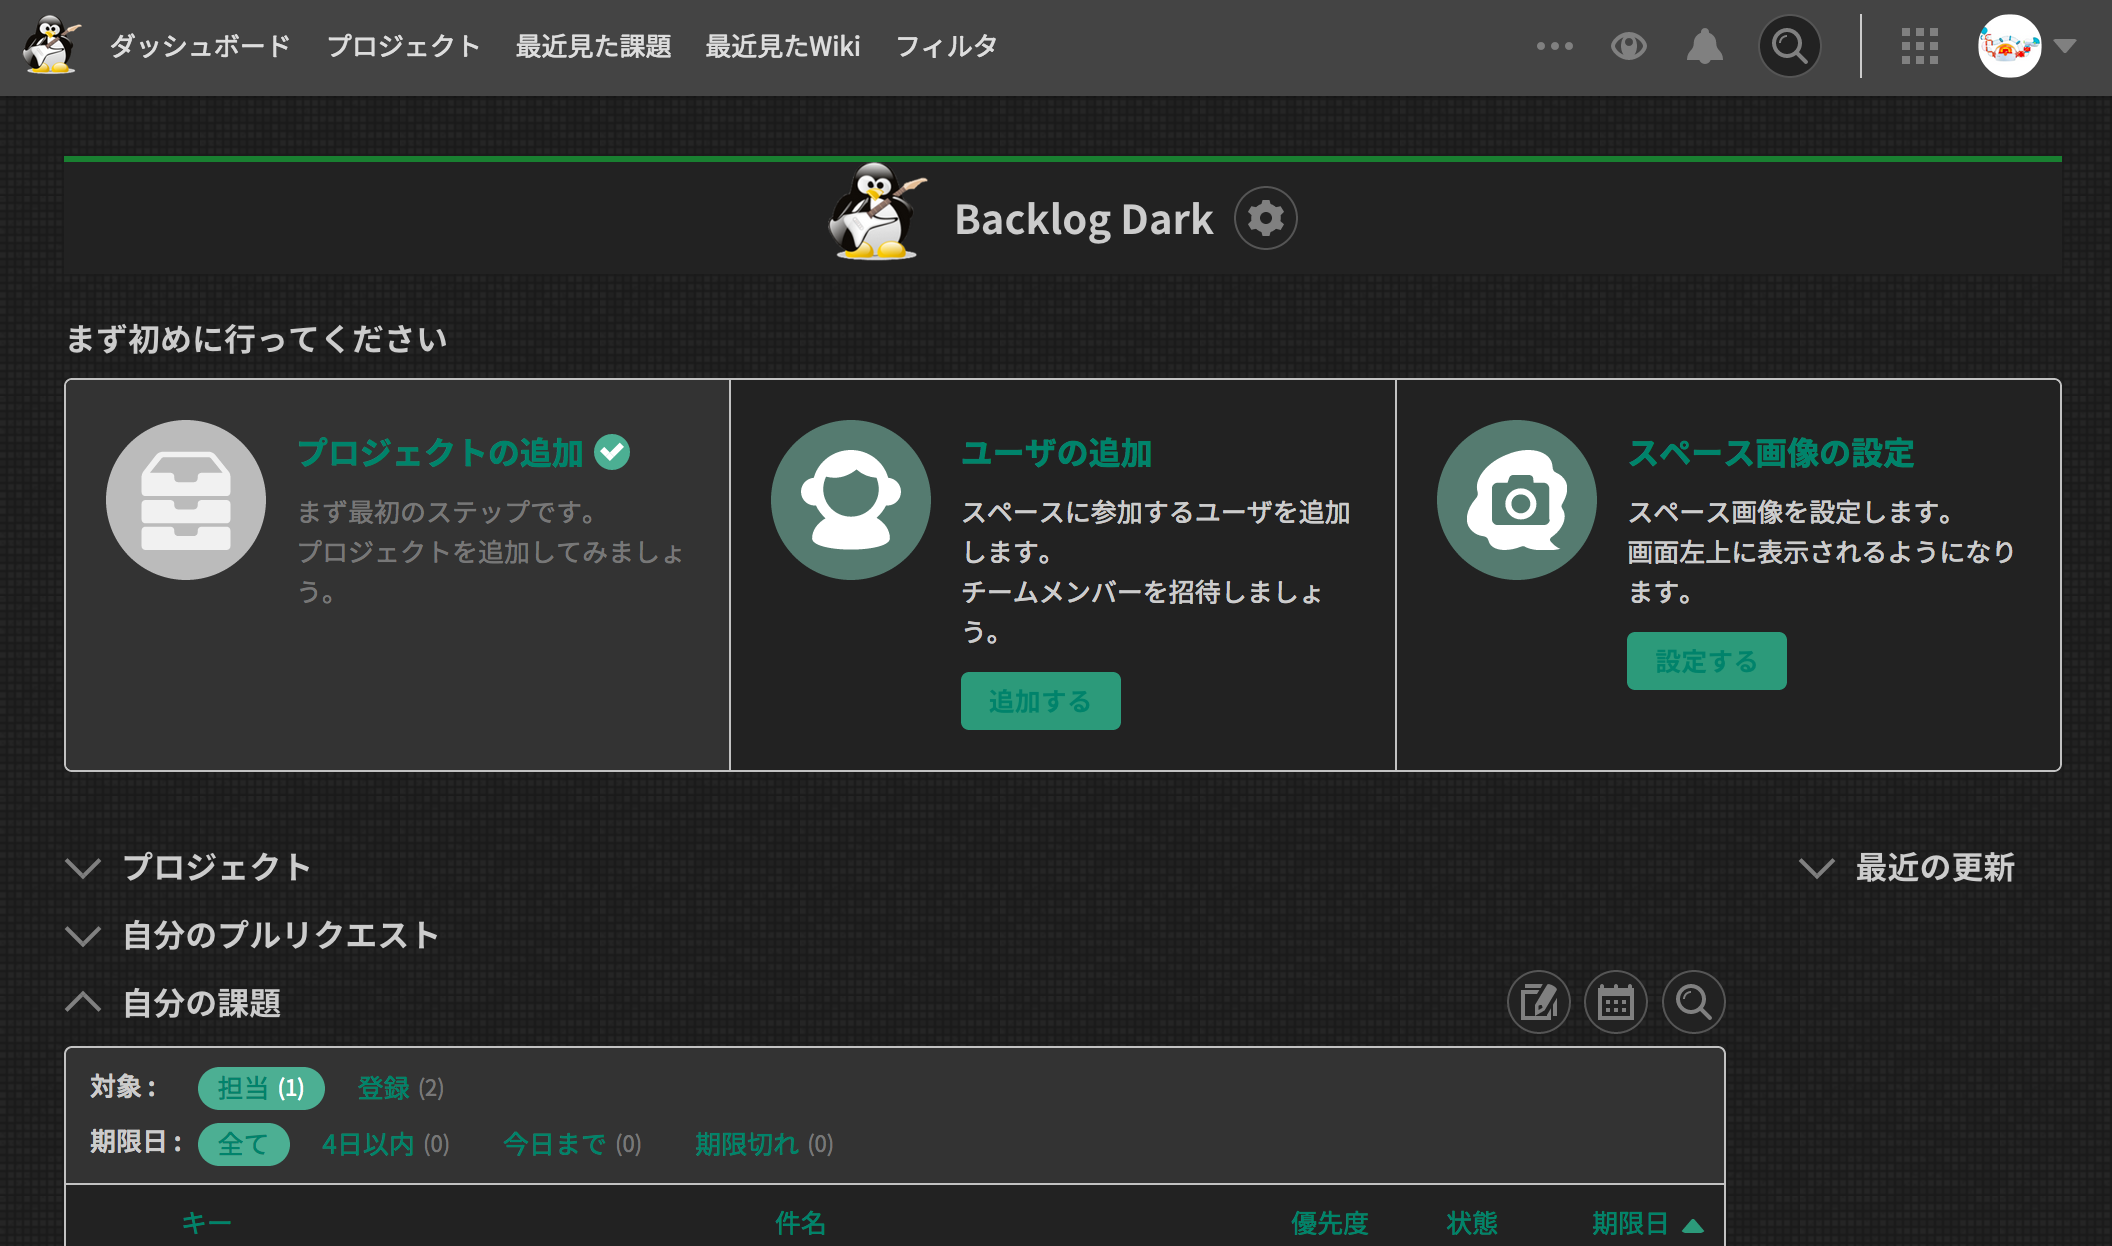 ダッシュボード プロジェクト 最近見た課題 最近見たWiki フィルタ
Backlog Dark
まず初めに行ってください
プロジェクトの追加
まず最初のステップです。
プロジェクトを追加してみましょ
う。
ユーザの追加
スペースに参加するユーザを追加
します。
チームメンバーを招待しましょ
う。
追加する
スペース画像の設定
スペース画像を設定します。
画面左上に表示されるようになり
ます。
設定する
プロジェクト
最近の更新
自分のプルリクエスト
自分の課題
対象： 担当 (1) 登録 (2)
期限日： 全て 4日以内 (0) 今日まで (0) 期限切れ (0)
キー 件名 優先度 状態 期限日